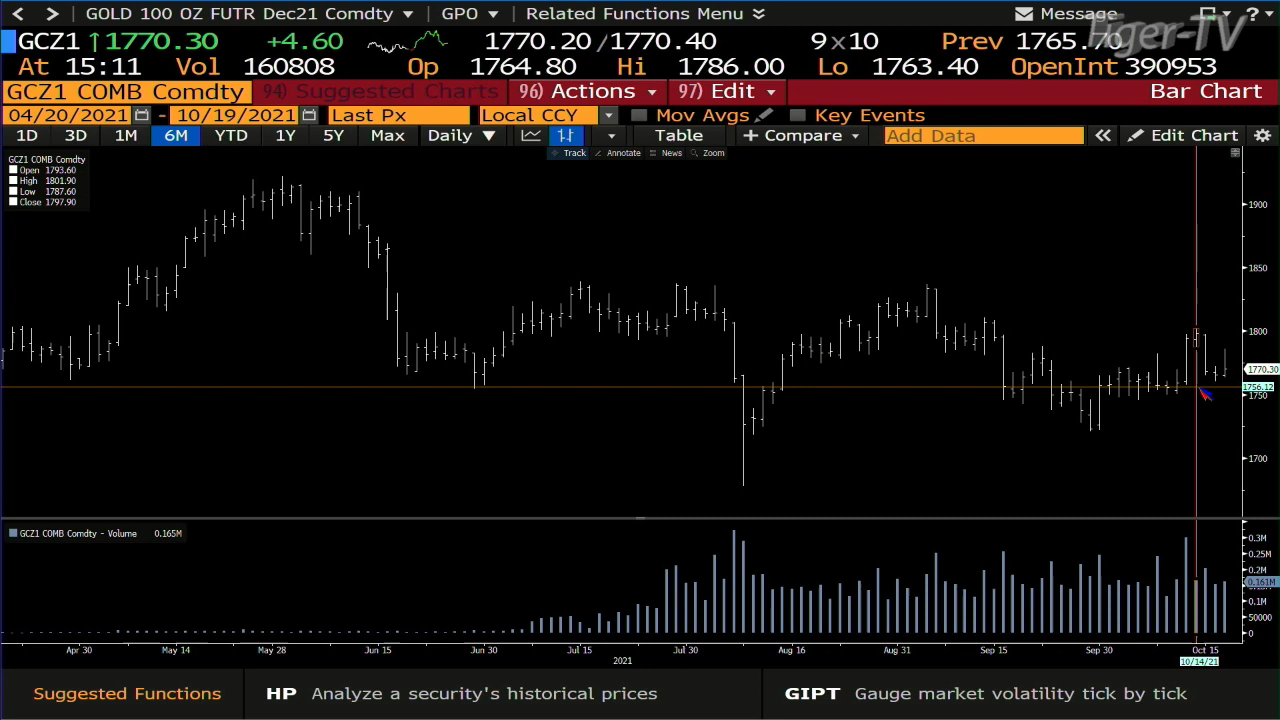 GOLD 100 OZ FUTR Dec21 Comdty GPO Related Functions Menu Message ?
GCZ1 ↑1770.30 +4.60 1770.20/1770.40 9x10 Prev 1765.70
At 15:11 Vol 160808 Op 1764.80 Hi 1786.00 Lo 1763.40 OpenInt 390953
GCZ1 COMB Comdty 94) Suggested Charts 96) Actions 97) Edit Bar Chart
04/20/2021 - 10/19/2021 Last Px Local CCY Mov Avgs Key Events
1D 3D 1M 6M YTD 1Y 5Y Max Daily ▼ Table + Compare Add Data « Edit Chart
Track Annotate News Zoom
GCZ1 COMB Comdty
Open 1793.60
High 1801.90
Low 1787.60
Close 1797.90
1900
1850
1800
1770.30
1756.12
1750
1700
GCZ1 COMB Comdty - Volume 0.165M
0.3M
0.25M
0.2M
0.161M
0.1M
50000
0
Apr 30 May 14 May 28 Jun 15 Jun 30 Jul 15 Jul 30 Aug 16 Aug 31 Sep 15 Sep 30 Oct 15
2021 10/14/21
Suggested Functions HP Analyze a security's historical prices GIPT Gauge market volatility tick by tick